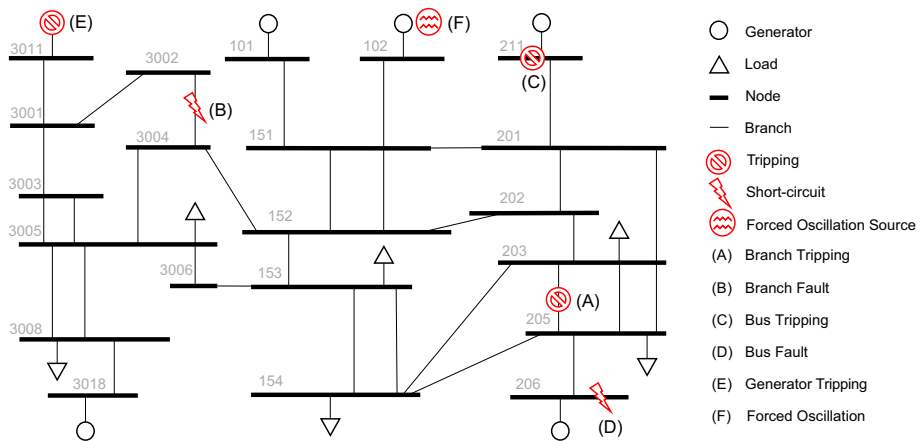 (E)
(F)
3011
3002
101
102
211
(C)
3001
(B)
3004
151
201
3003
202
152
3005
3006
153
203
(A)
205
3008
154
206
3018
(D)
Generator
Load
Node
Branch
Tripping
Short-circuit
Forced Oscillation Source
(A) Branch Tripping
(B) Branch Fault
(C) Bus Tripping
(D) Bus Fault
(E) Generator Tripping
(F) Forced Oscillation